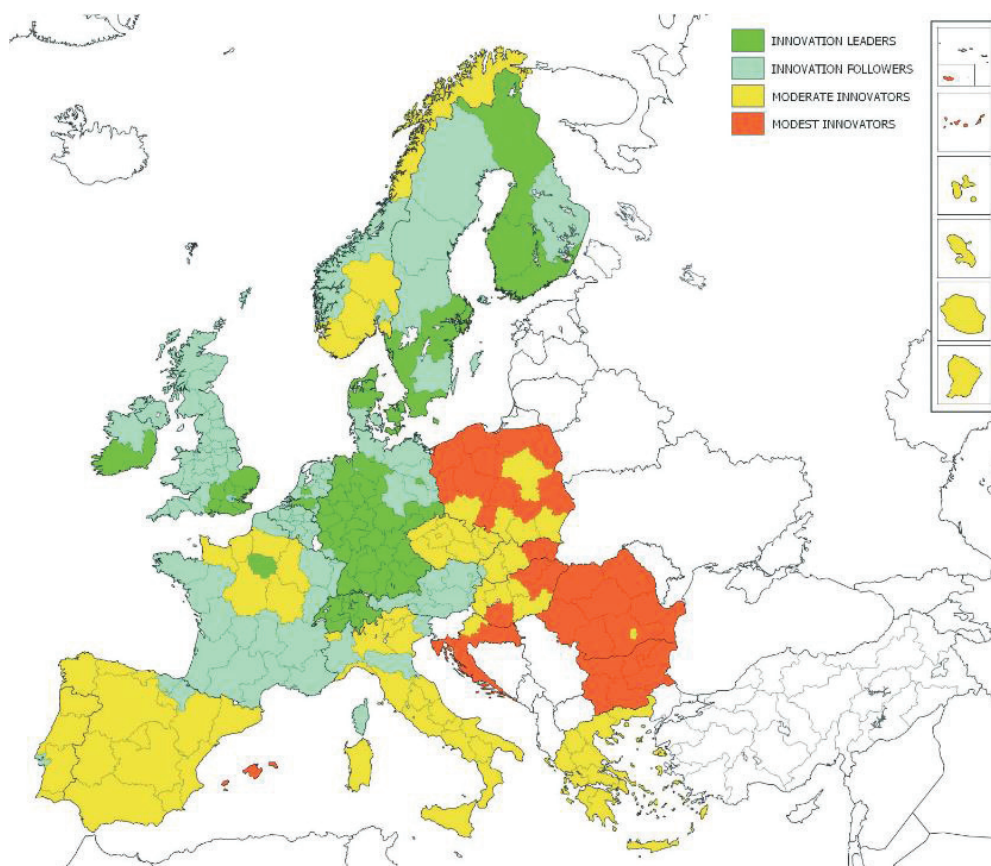 INNOVATION LEADERS
INNOVATION FOLLOWERS
MODERATE INNOVATORS
MODEST INNOVATORS